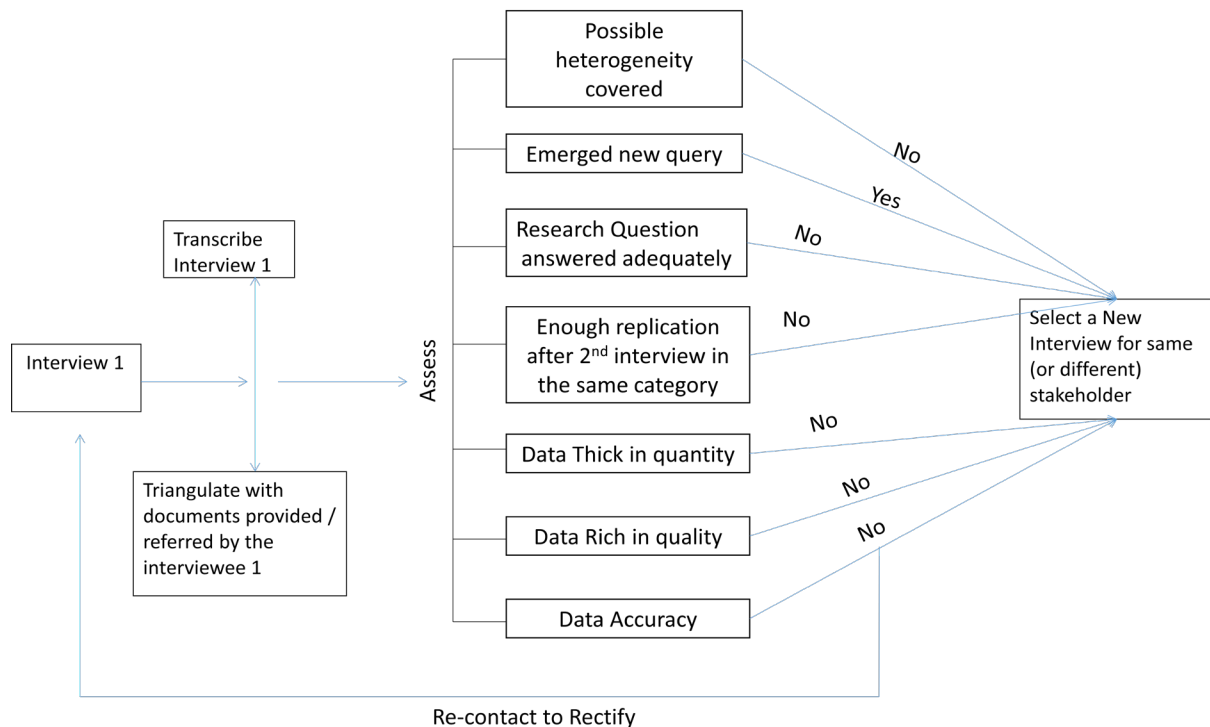 Possible
heterogeneity
covered
Emerged new query
Research Question
answered adequately
Enough replication
after 2nd interview in
the same category
Data Thick in quantity
Data Rich in quality
Data Accuracy
No
Yes
No
No
No
No
No
Transcribe
Interview 1
Interview 1
Triangulate with
documents provided /
referred by the
interviewee 1
Assess
Select a New
Interview for same
(or different)
stakeholder
Re-contact to Rectify